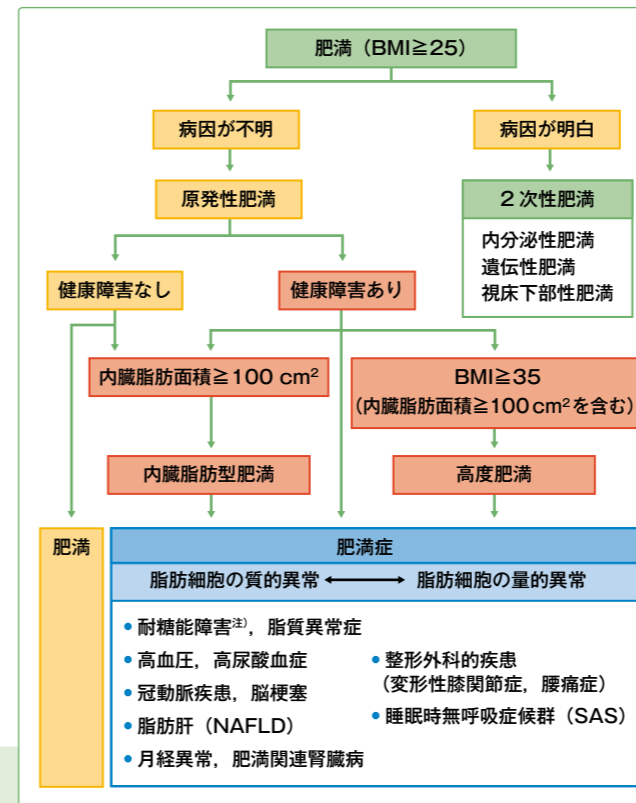 肥満（BMI≧25）
病因が不明
病因が明白
原発性肥満
2次性肥満
内分泌性肥満
遺伝性肥満
視床下部性肥満
健康障害なし
健康障害あり
内臓脂肪面積≧100 cm²
BMI≧35
（内臓脂肪面積≧100 cm²を含む）
内臓脂肪型肥満
高度肥満
肥満
肥満症
脂肪細胞の質的異常
脂肪細胞の量的異常
• 耐糖能障害注），脂質異常症
• 高血圧，高尿酸血症
• 冠動脈疾患，脳梗塞
• 脂肪肝（NAFLD）
• 月経異常，肥満関連腎臓病
• 整形外科的疾患
（変形性膝関節症，腰痛症）
• 睡眠時無呼吸症候群（SAS）